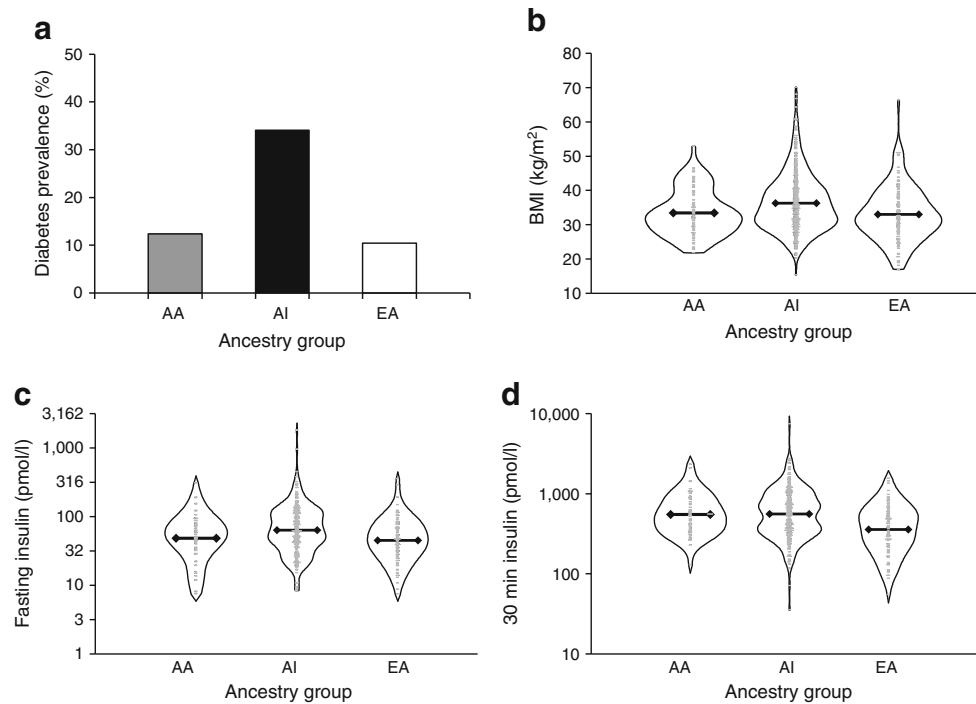 a
Diabetes prevalence (%)
50
40
30
20
10
0
AA AI EA
Ancestry group
b
BMI (kg/m²)
80
70
60
50
40
30
20
10
AA AI EA
Ancestry group
c
Fasting insulin (pmol/l)
3,162
1,000
316
100
32
10
3
1
AA AI EA
Ancestry group
d
30 min insulin (pmol/l)
10,000
1,000
100
10
AA AI EA
Ancestry group